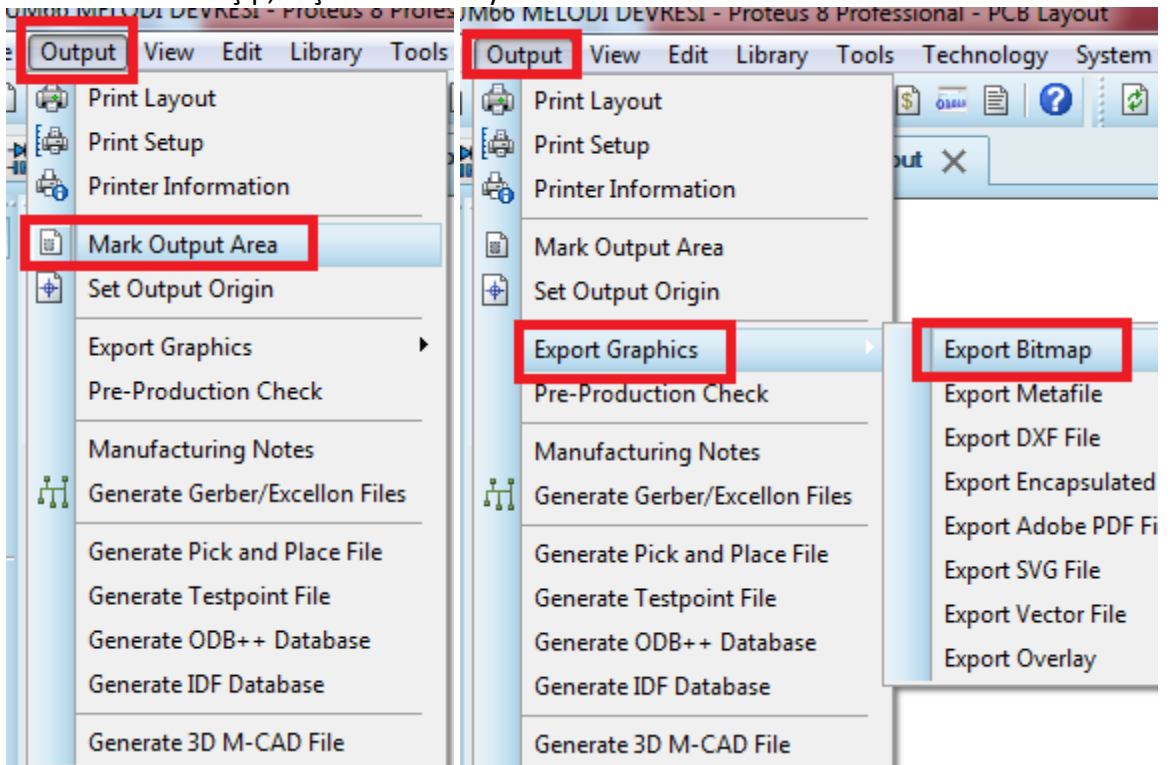 UM66 MELODI DEVRESI - Proteus 8 Professional - PCB Layout
Output View Edit Library Tools
Print Layout
Print Setup
Printer Information
Mark Output Area
Set Output Origin
Export Graphics
Pre-Production Check
Manufacturing Notes
Generate Gerber/Excellon Files
Generate Pick and Place File
Generate Testpoint File
Generate ODB++ Database
Generate IDF Database
Generate 3D M-CAD File
Output View Edit Library Tools Technology System
Print Layout
Print Setup
Printer Information
Mark Output Area
Set Output Origin
Export Graphics
Pre-Production Check
Manufacturing Notes
Generate Gerber/Excellon Files
Generate Pick and Place File
Generate Testpoint File
Generate ODB++ Database
Generate IDF Database
Generate 3D M-CAD File
Export Bitmap
Export Metafile
Export DXF File
Export Encapsulated
Export Adobe PDF Fi
Export SVG File
Export Vector File
Export Overlay